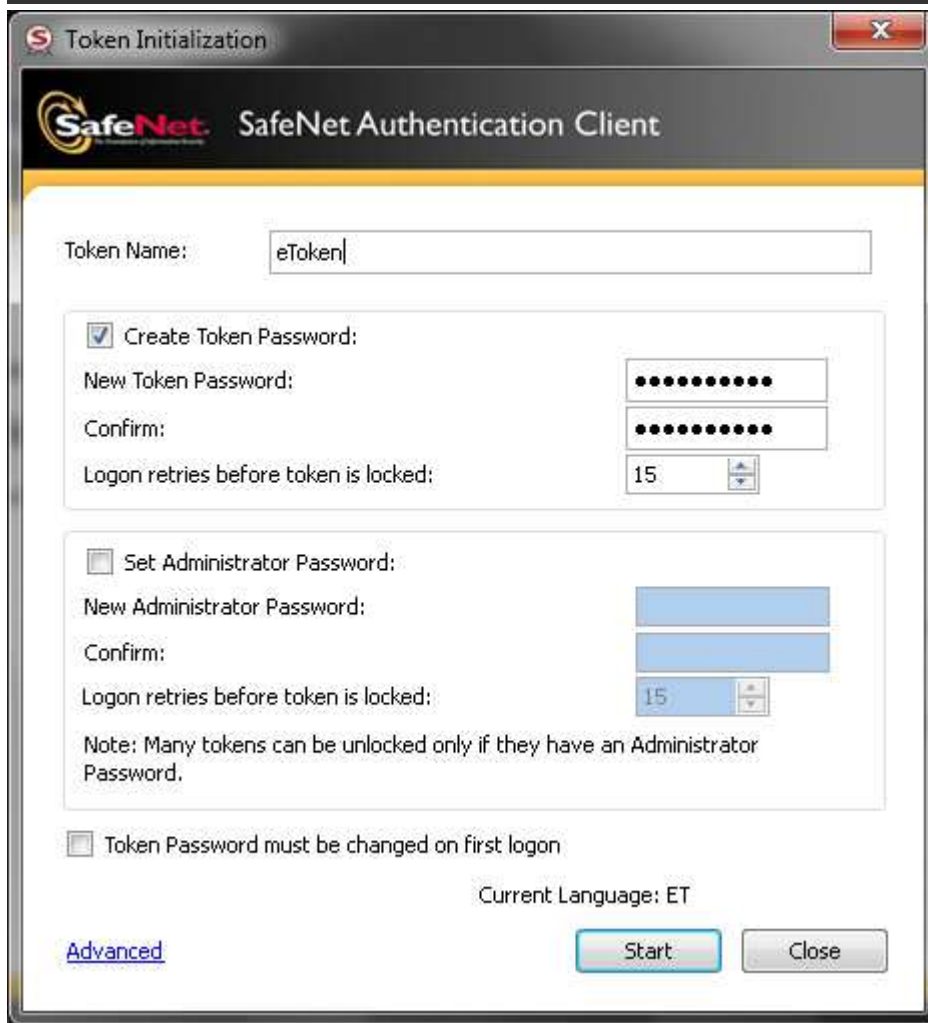 Token Initialization
SafeNet. SafeNet Authentication Client
Token Name: eToken
Create Token Password:
New Token Password: ●●●●●●●●●●
Confirm: ●●●●●●●●●●
Logon retries before token is locked: 15
Set Administrator Password:
New Administrator Password:
Confirm:
Logon retries before token is locked: 15
Note: Many tokens can be unlocked only if they have an Administrator
Password.
Token Password must be changed on first logon
Current Language: ET
Advanced Start Close